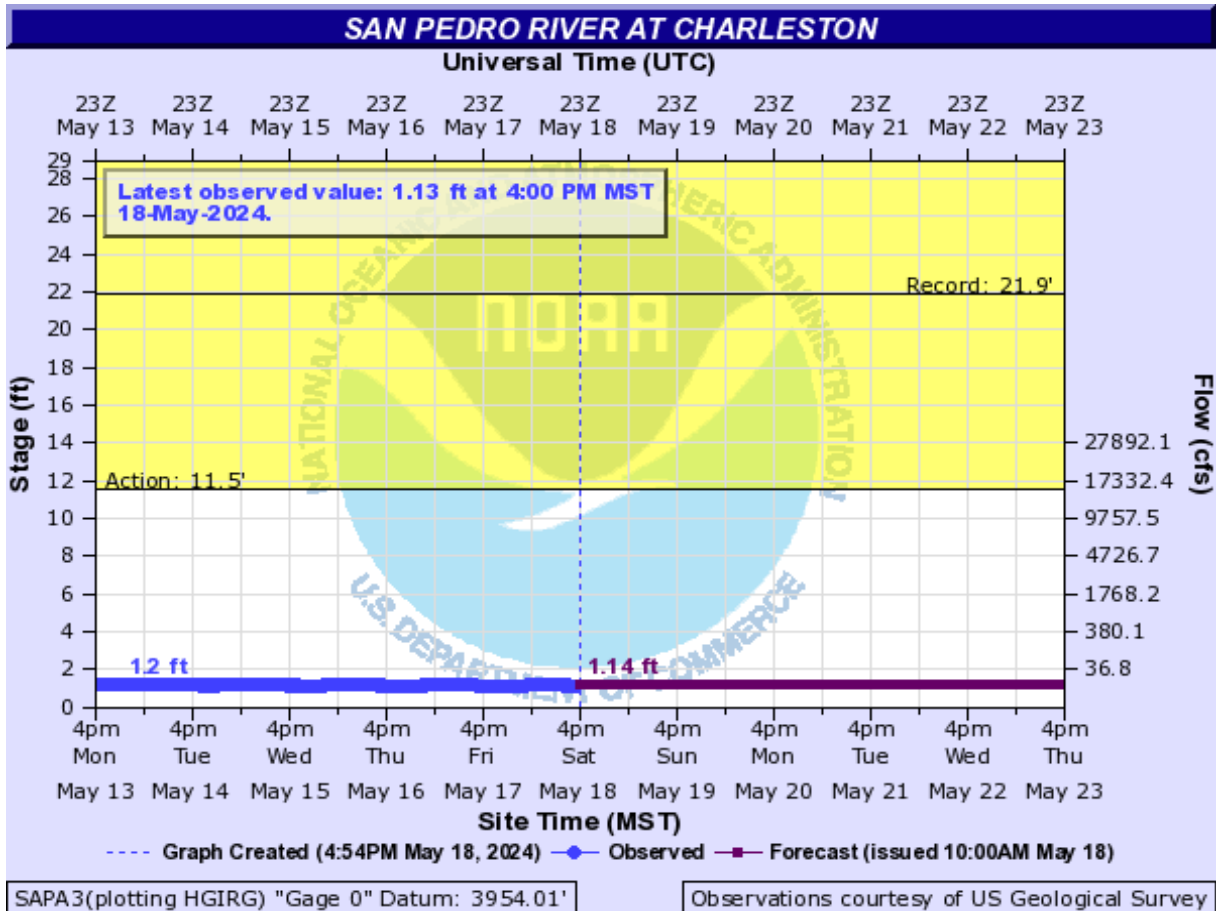 SAN PEDRO RIVER AT CHARLESTON
Universal Time (UTC)
23Z 23Z 23Z 23Z 23Z 23Z 23Z 23Z 23Z 23Z 23Z
May 13 May 14 May 15 May 16 May 17 May 18 May 19 May 20 May 21 May 22 May 23
Latest observed value: 1.13 ft at 4:00 PM MST
18-May-2024.
NATIONAL OCEANIC AND ATMOSPHERIC ADMINISTRATION
NOAA
U.S. DEPARTMENT OF COMMERCE
Stage (ft)
29
28
26
24
22
20
18
16
14
12
10
8
6
4
2
0
Record: 21.9'
Action: 11.5'
Flow (cfs)
27892.1
17332.4
9757.5
4726.7
1768.2
380.1
36.8
1.2 ft
1.14 ft
4pm 4pm 4pm 4pm 4pm 4pm 4pm 4pm 4pm 4pm 4pm
Mon Tue Wed Thu Fri Sat Sun Mon Tue Wed Thu
May 13 May 14 May 15 May 16 May 17 May 18 May 19 May 20 May 21 May 22 May 23
Site Time (MST)
Graph Created (4:54PM May 18, 2024) Observed Forecast (issued 10:00AM May 18)
SAPA3(plotting HGIRG) "Gage 0" Datum: 3954.01'
Observations courtesy of US Geological Survey